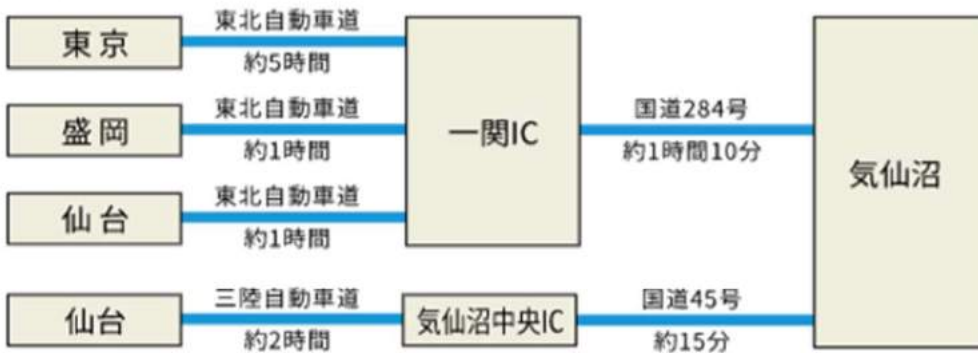 東北自動車道
東京
約5時間
東北自動車道
盛岡
約1時間
一関IC
国道284号
約1時間10分
気仙沼
東北自動車道
仙台
約1時間
三陸自動車道
仙台
約2時間
気仙沼中央IC
国道45号
約15分